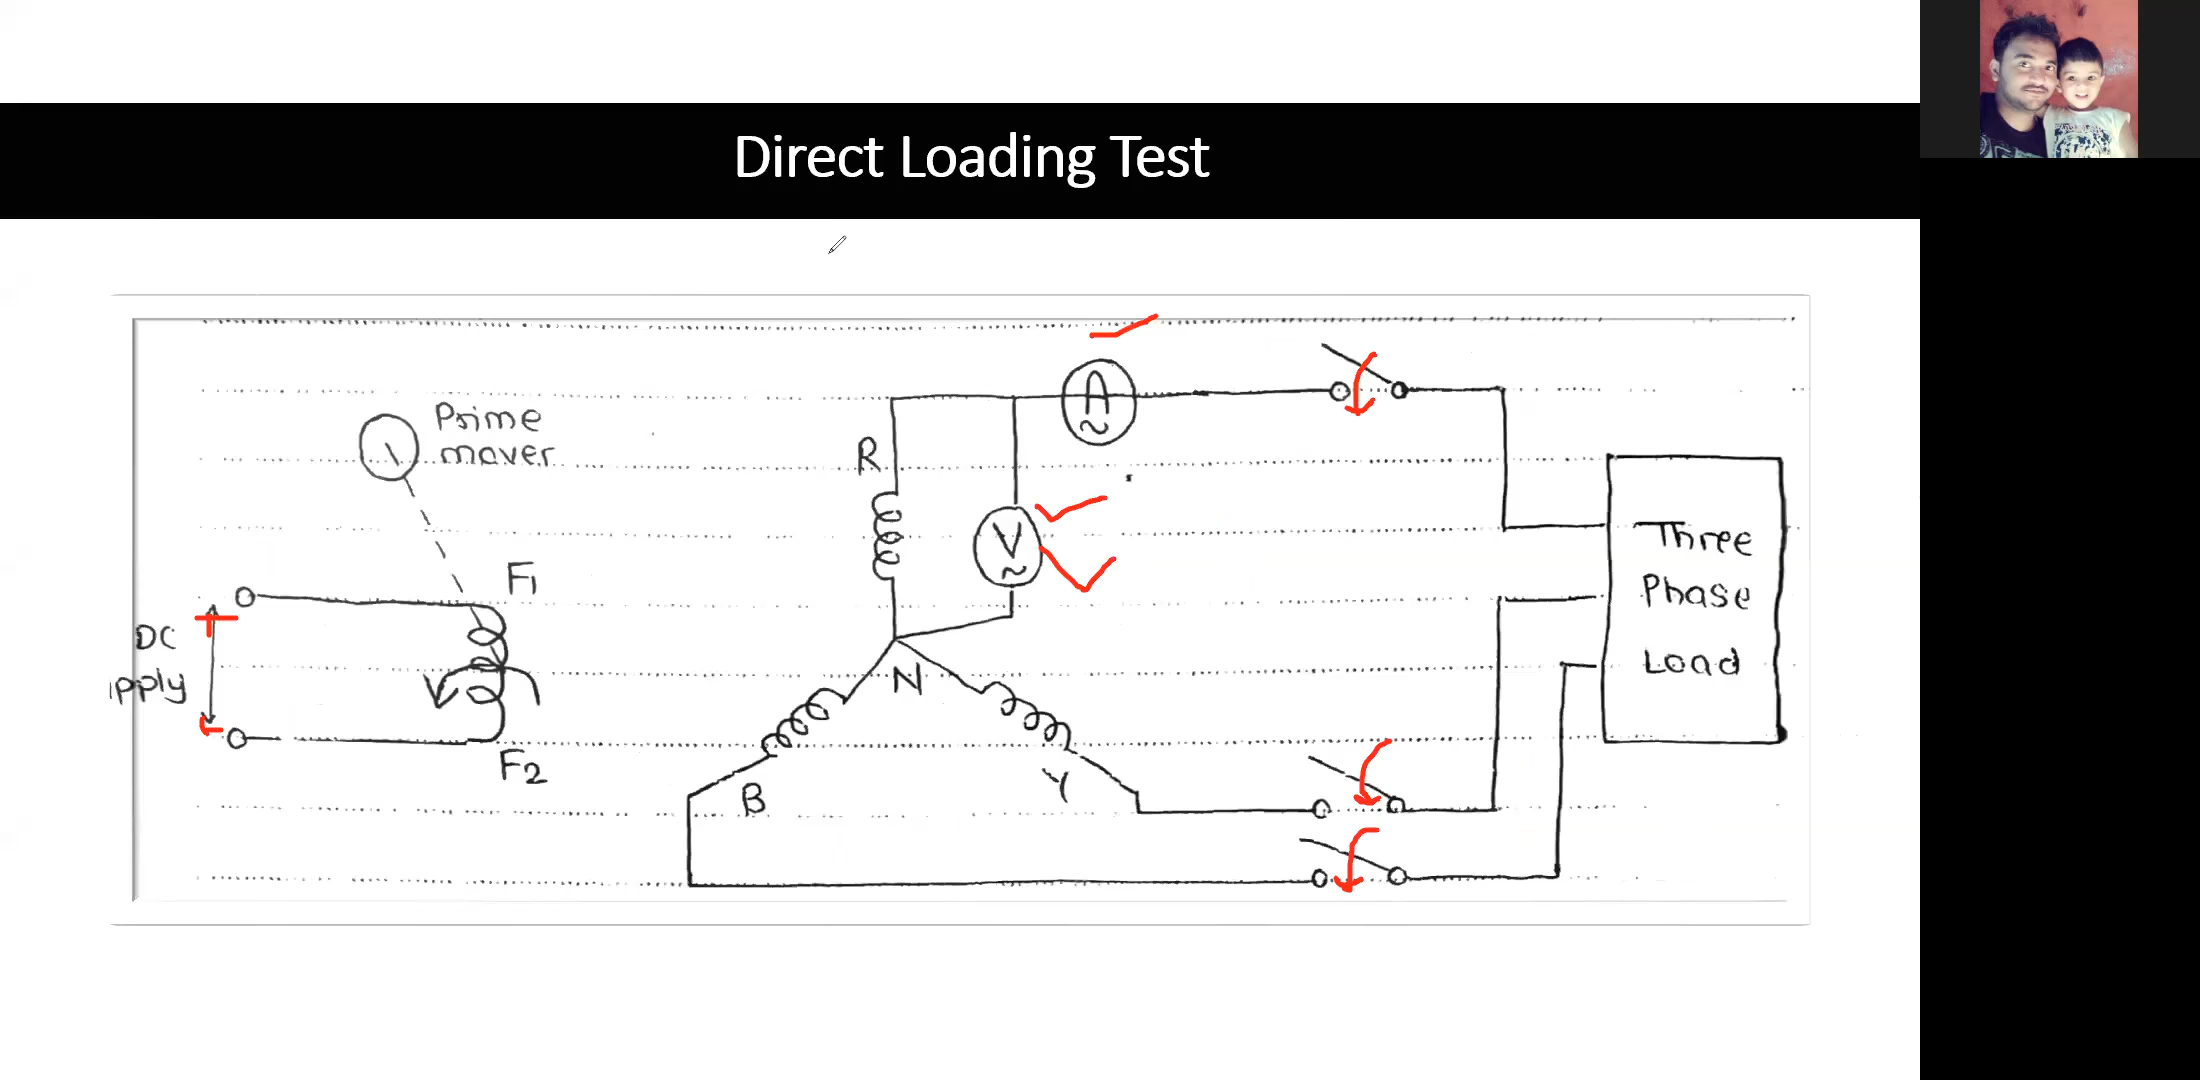 Direct Loading Test
Prime
mover
A
~
R
V
~
F1
DC
pply
N
F2
B
Y
Three
Phase
Load